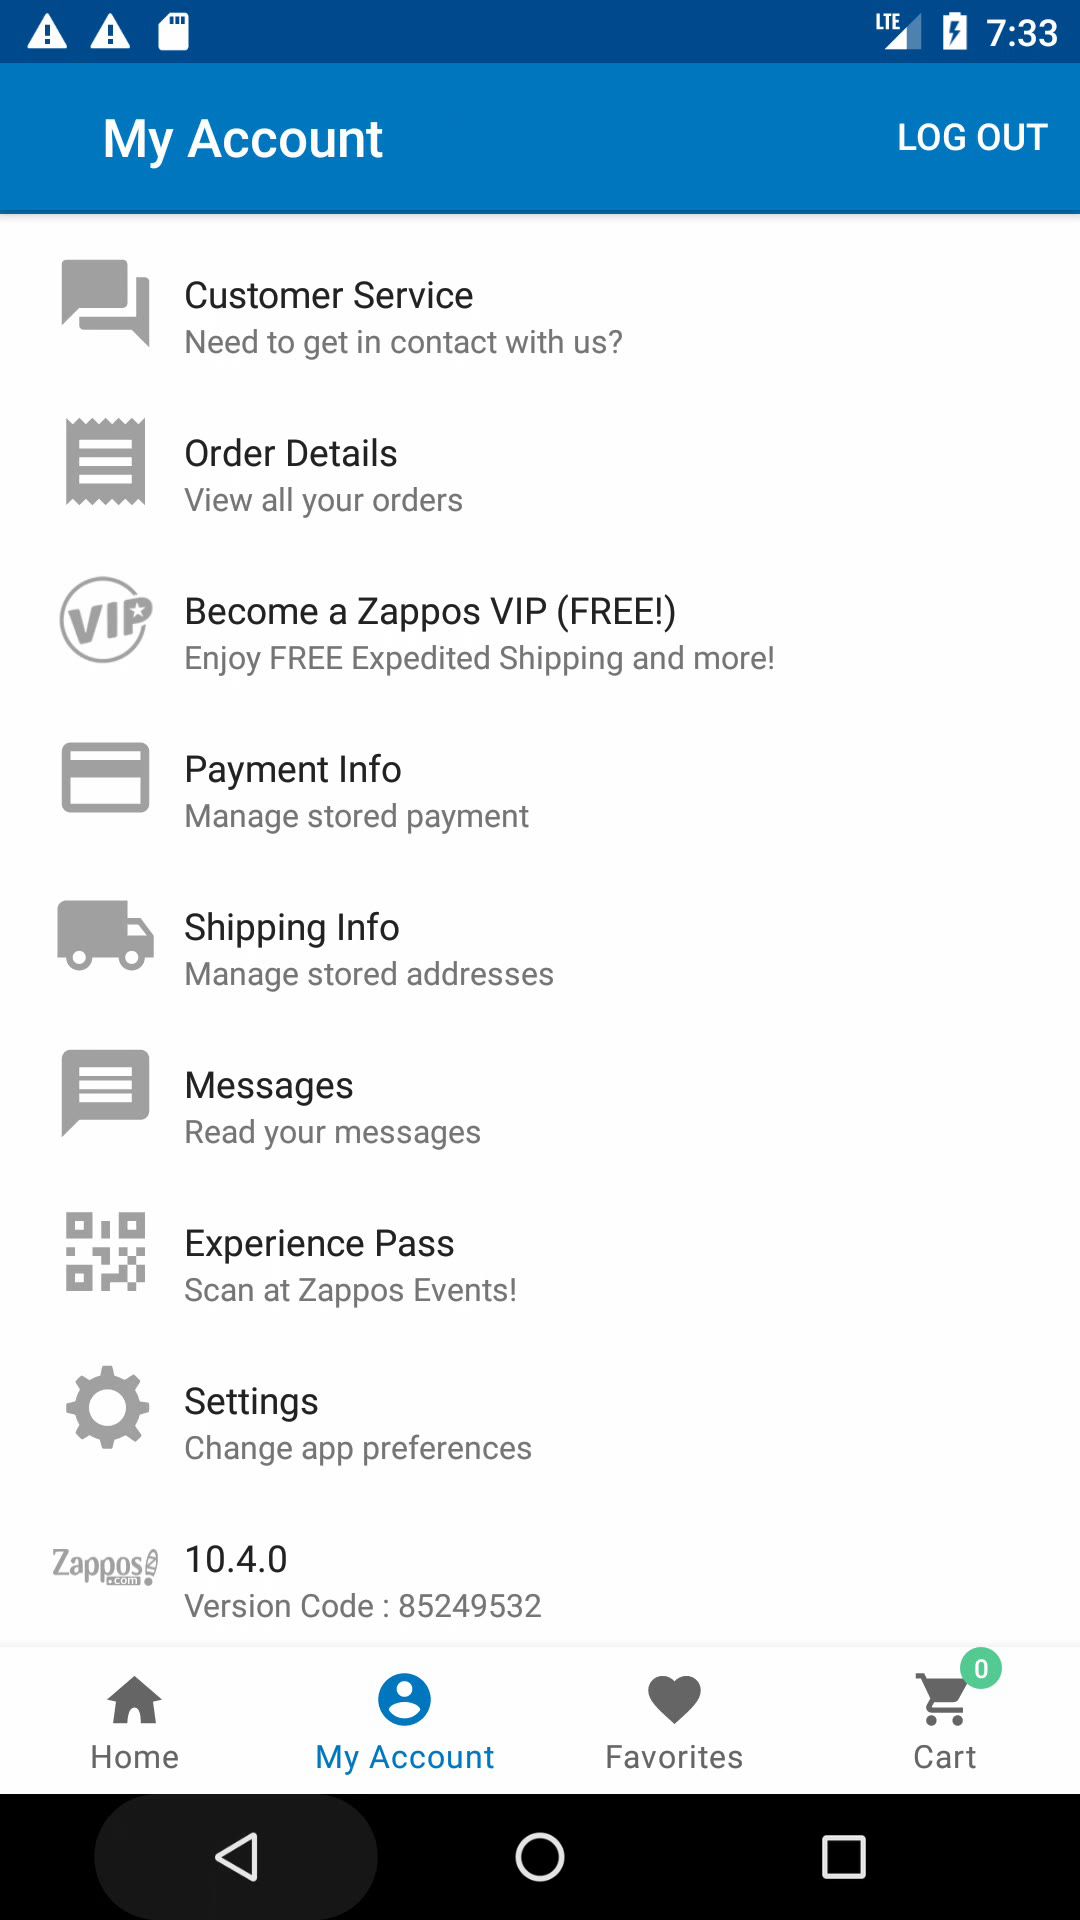 LTE 7:33
My Account LOG OUT
Customer Service
Need to get in contact with us?
Order Details
View all your orders
VIP
Become a Zappos VIP (FREE!)
Enjoy FREE Expedited Shipping and more!
Payment Info
Manage stored payment
Shipping Info
Manage stored addresses
Messages
Read your messages
Experience Pass
Scan at Zappos Events!
Settings
Change app preferences
Zappos
.com
10.4.0
Version Code : 85249532
0
Home My Account Favorites Cart